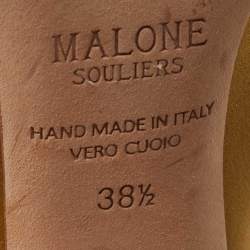 MALONE
SOULIERS
HAND MADE IN ITALY
VERO CUOIO
38½